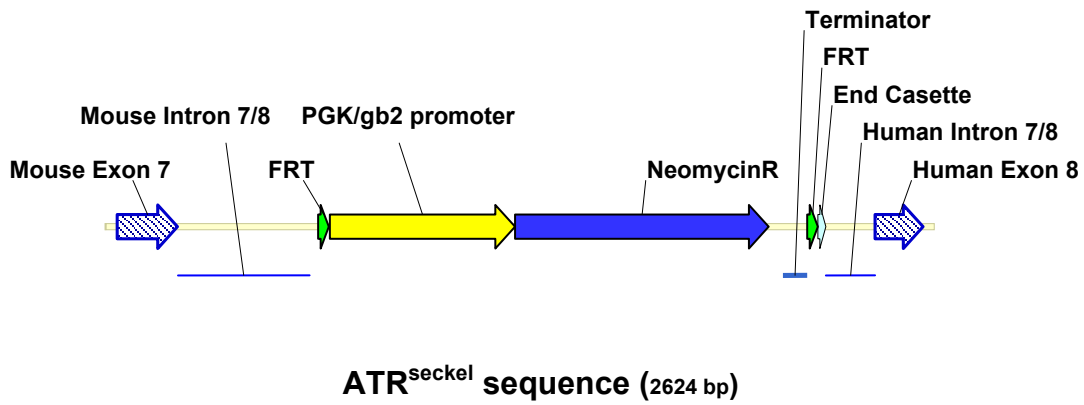 Terminator
FRT
End Casette
Mouse Intron 7/8 PGK/gb2 promoter Human Intron 7/8
Mouse Exon 7 FRT NeomycinR Human Exon 8
ATRseckel sequence (2624 bp)